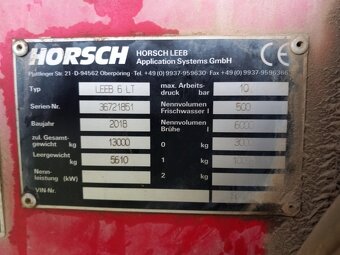 HORSCH HORSCH LEEB CE
Application Systems GmbH
Plattlinger Str. 21 · D-94562 Oberpöring · Tel. +49 (0) 9937-959630 · Fax +49 (0) 9937-9596366
Typ LEEB 6 LT max. Arbeits- 10
druck bar
Serien-Nr. 36721851 Nennvolumen 500
Frischwasser l
Baujahr 2018 Nennvolumen
Brühe l
zul. Gesamt-
gewicht kg 13000 0 kg
Leergewicht
kg 5610 1 kg
Nenn-
leistung (kW) 2 kg
VIN-Nr.